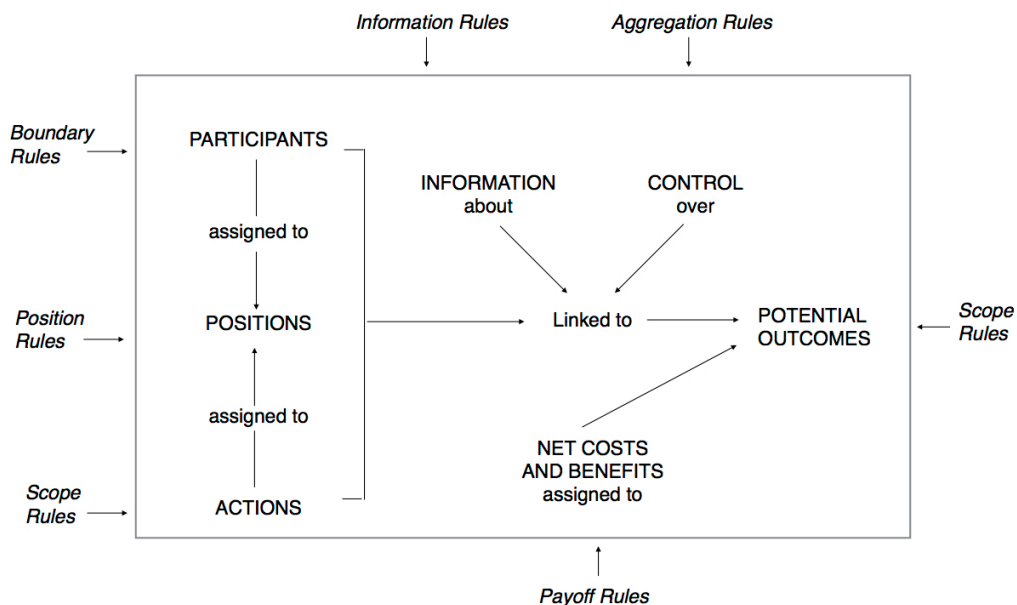 Information Rules
Aggregation Rules
Boundary
Rules
PARTICIPANTS
INFORMATION
about
CONTROL
over
assigned to
Position
Rules
POSITIONS
Linked to
POTENTIAL
OUTCOMES
Scope
Rules
assigned to
NET COSTS
AND BENEFITS
assigned to
Scope
Rules
ACTIONS
Payoff Rules